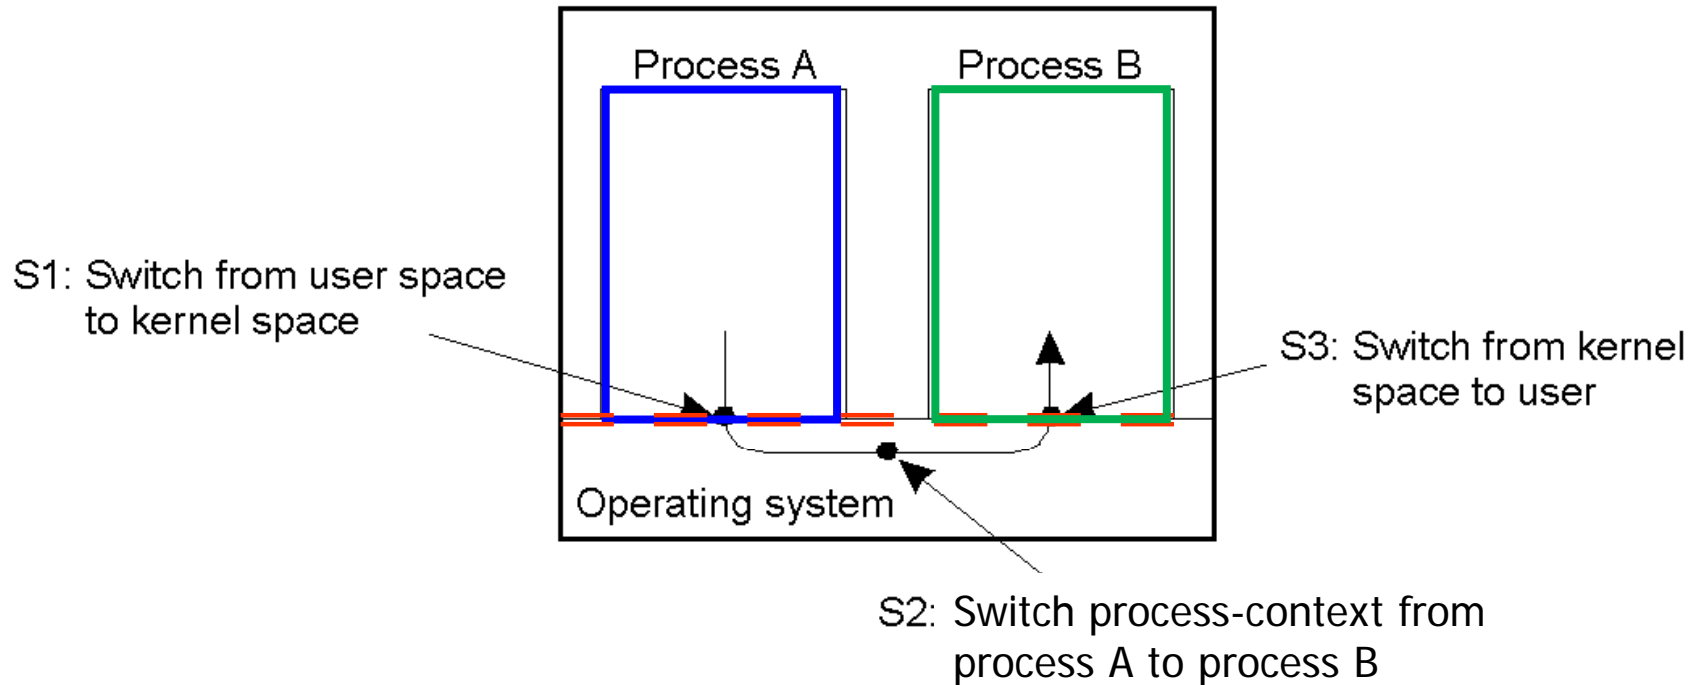 Process A
Process B
S1: Switch from user space
to kernel space
S3: Switch from kernel
space to user
Operating system
S2: Switch process-context from
process A to process B